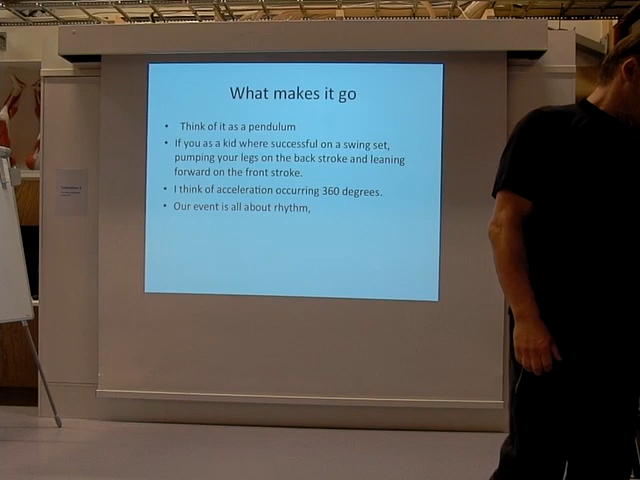 What makes it go
• Think of it as a pendulum
• If you as a kid where successful on a swing set,
pumping your legs on the back stroke and leaning
forward on the front stroke.
• I think of acceleration occurring 360 degrees.
• Our event is all about rhythm,